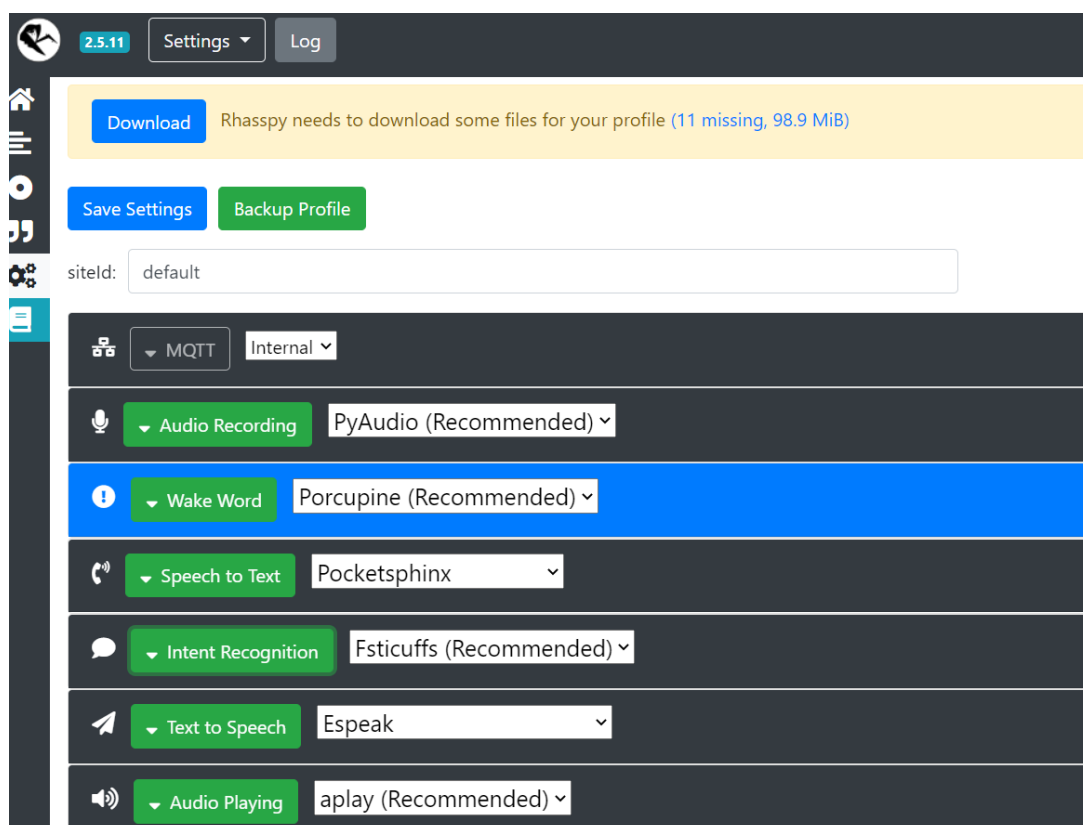 2.5.11 Settings Log
Download Rhasspy needs to download some files for your profile (11 missing, 98.9 MiB)
Save Settings Backup Profile
siteId: default
MQTT Internal
Audio Recording PyAudio (Recommended)
Wake Word Porcupine (Recommended)
Speech to Text Pocketsphinx
Intent Recognition Fsticuffs (Recommended)
Text to Speech Espeak
Audio Playing aplay (Recommended)